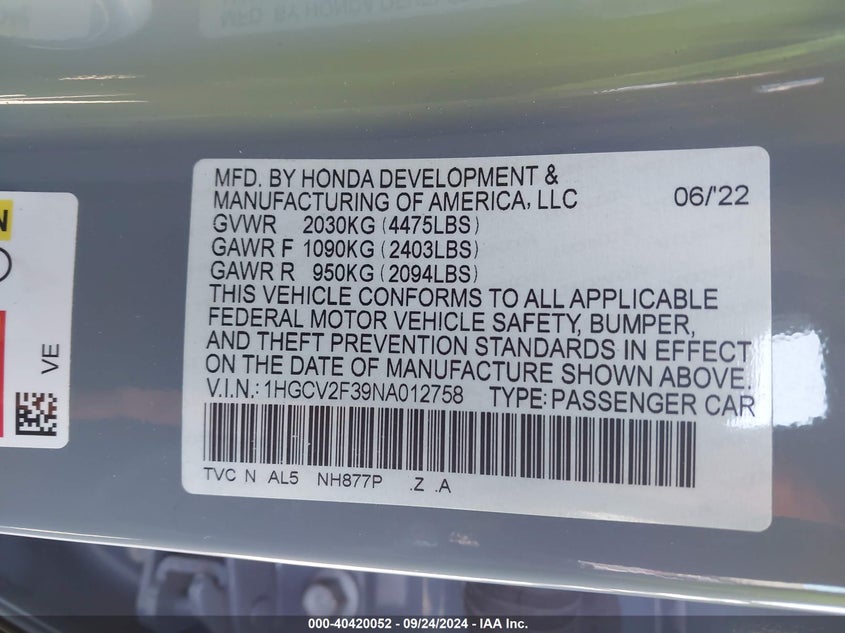 MFD. BY HONDA DEVELOPMENT &
MANUFACTURING OF AMERICA, LLC 06/'22
GVWR 2030KG (4475LBS)
GAWR F 1090KG (2403LBS)
GAWR R 950KG (2094LBS)
THIS VEHICLE CONFORMS TO ALL APPLICABLE
FEDERAL MOTOR VEHICLE SAFETY, BUMPER,
AND THEFT PREVENTION STANDARDS IN EFFECT
ON THE DATE OF MANUFACTURE SHOWN ABOVE.
V.I.N.: 1HGCV2F39NA012758 TYPE: PASSENGER CAR
TVC N AL5 NH877P .Z .A
N
VE
000-40420052 - 09/24/2024 - IAA Inc.